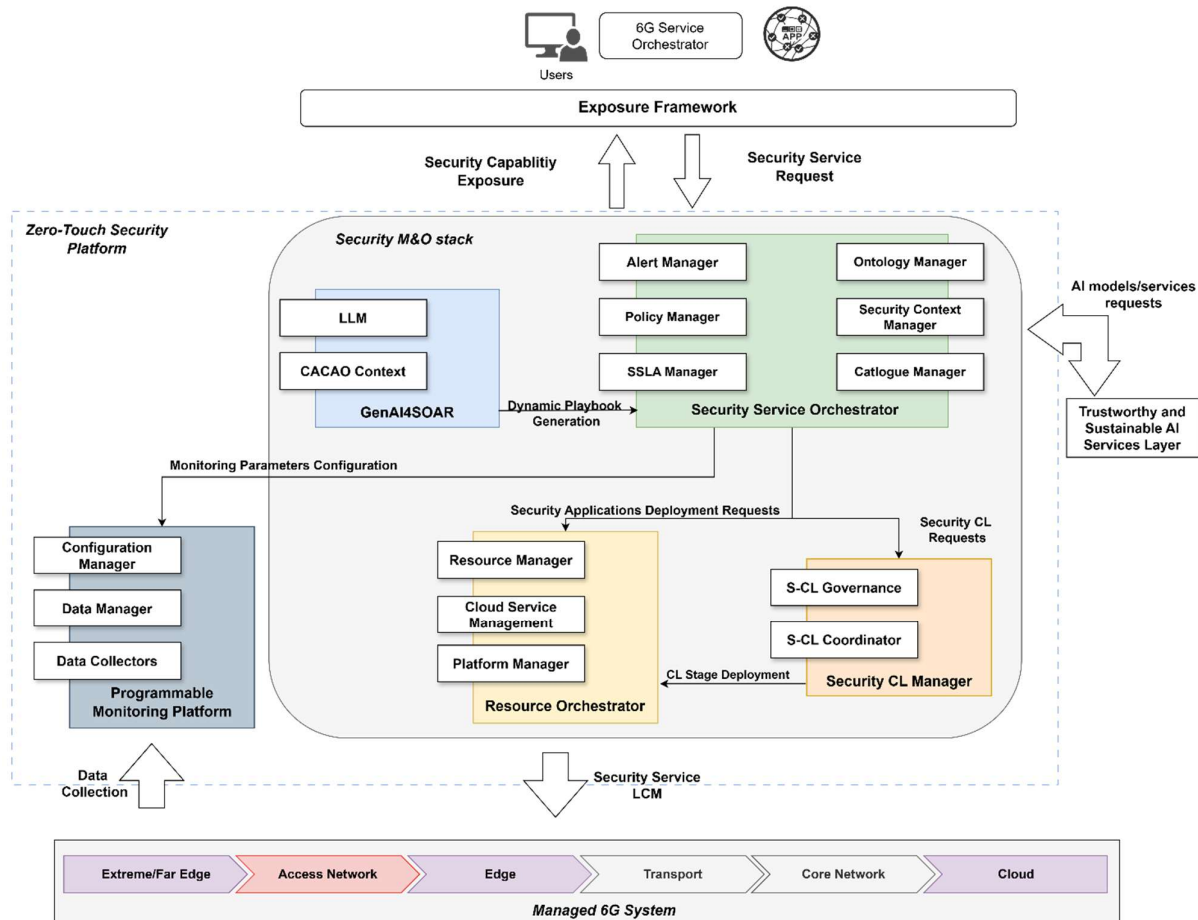 6G Service
Orchestrator
APP
Users
Exposure Framework
Security Capablitiy
Exposure
Security Service
Request
Zero-Touch Security
Platform
Security M&O stack
Alert Manager
Ontology Manager
AI models/services
requests
LLM
Policy Manager
Security Context
Manager
CACAO Context
SSLA Manager
Catlogue Manager
GenAI4SOAR
Dynamic Playbook
Generation
Security Service Orchestrator
Trustworthy and
Sustainable AI
Services Layer
Monitoring Parameters Configuration
Security Applications Deployment Requests
Security CL
Requests
Configuration
Manager
Resource Manager
S-CL Governance
Data Manager
Cloud Service
Management
S-CL Coordinator
Data Collectors
Platform Manager
CL Stage Deployment
Security CL Manager
Programmable
Monitoring Platform
Resource Orchestrator
Data
Collection
Security Service
LCM
Extreme/Far Edge
Access Network
Edge
Transport
Core Network
Cloud
Managed 6G System